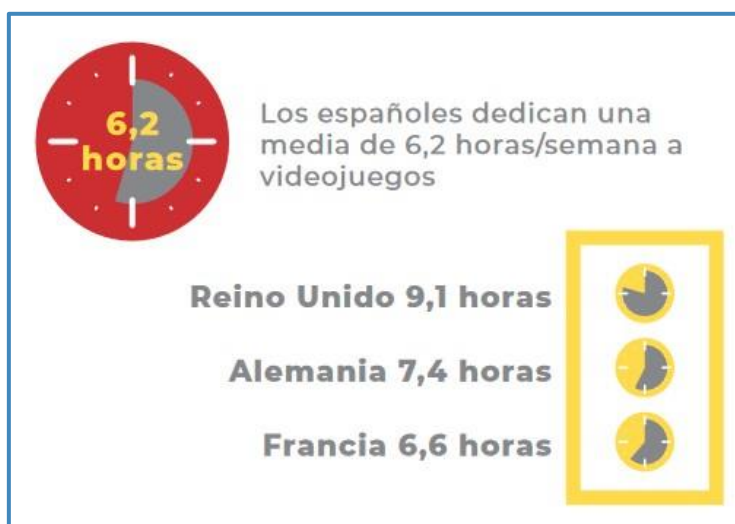 6,2
horas
Los españoles dedican una
media de 6,2 horas/semana a
videojuegos
Reino Unido 9,1 horas
Alemania 7,4 horas
Francia 6,6 horas